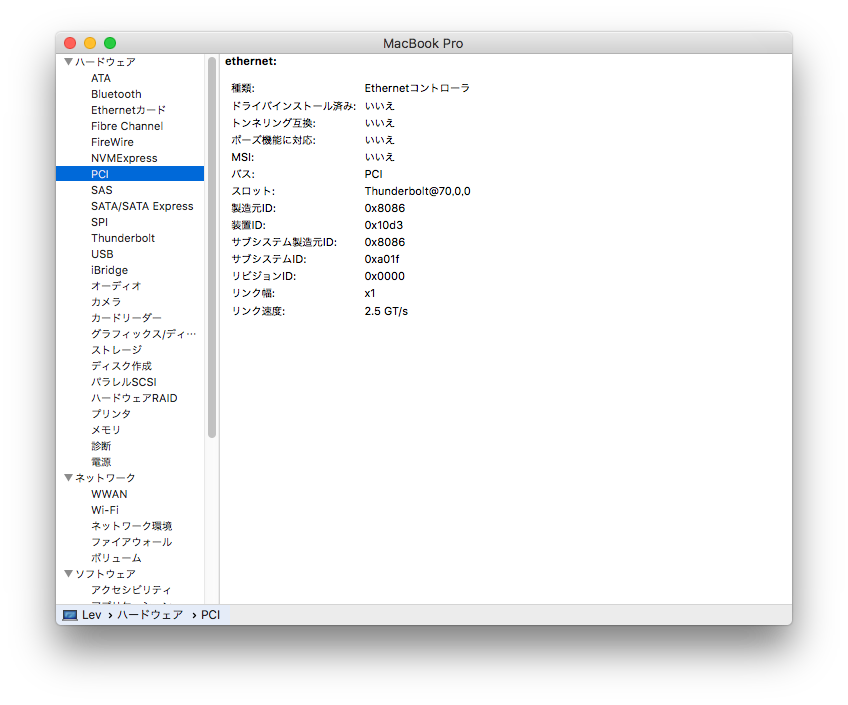 MacBook Pro
ハードウェア
ATA
Bluetooth
Ethernetカード
Fibre Channel
FireWire
NVMExpress
PCI
SAS
SATA/SATA Express
SPI
Thunderbolt
USB
iBridge
オーディオ
カメラ
カードリーダー
グラフィックス/ディ…
ストレージ
ディスク作成
パラレルSCSI
ハードウェアRAID
プリンタ
メモリ
診断
電源
ネットワーク
WWAN
Wi-Fi
ネットワーク環境
ファイアウォール
ボリューム
ソフトウェア
アクセシビリティ
ethernet:
種類: Ethernetコントローラ
ドライバインストール済み: いいえ
トンネリング互換: いいえ
ポーズ機能に対応: いいえ
MSI: いいえ
バス: PCI
スロット: Thunderbolt@70,0,0
製造元ID: 0x8086
装置ID: 0x10d3
サブシステム製造元ID: 0x8086
サブシステムID: 0xa01f
リビジョンID: 0x0000
リンク幅: x1
リンク速度: 2.5 GT/s
Lev › ハードウェア › PCI